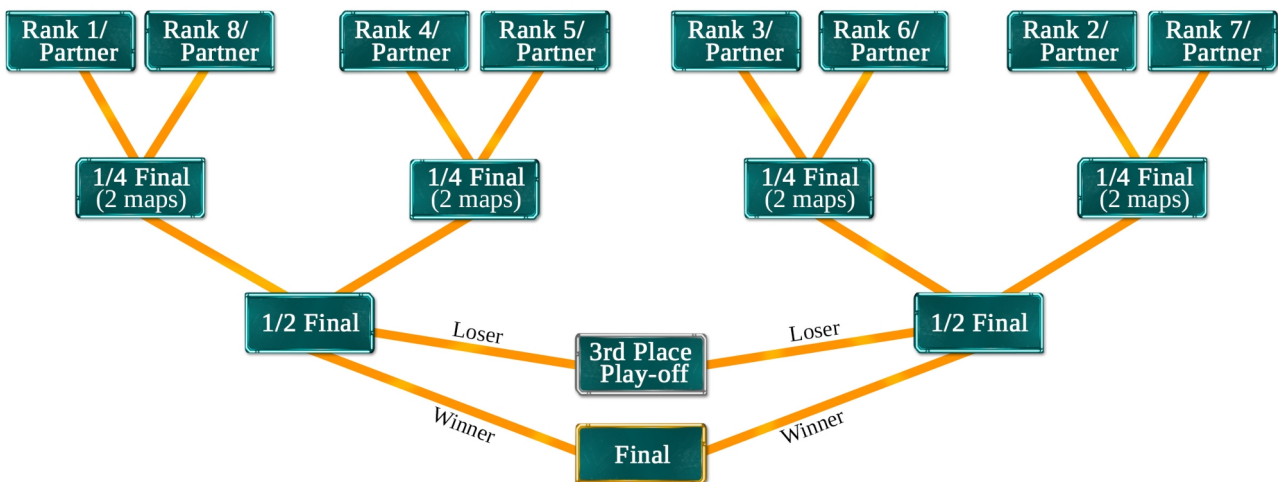 Rank 1/
Partner
Rank 8/
Partner
Rank 4/
Partner
Rank 5/
Partner
Rank 3/
Partner
Rank 6/
Partner
Rank 2/
Partner
Rank 7/
Partner
1/4 Final
(2 maps)
1/4 Final
(2 maps)
1/4 Final
(2 maps)
1/4 Final
(2 maps)
1/2 Final
1/2 Final
Loser
Loser
3rd Place
Play-off
Winner
Winner
Final